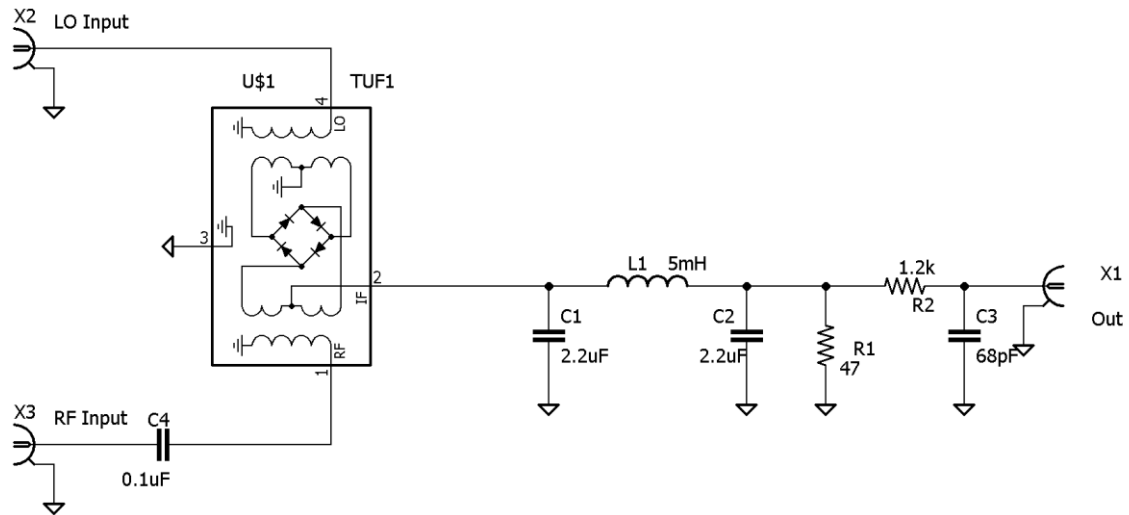 X2 LO Input
U$1 TUF1
4
LO
3
2
IF
RF
1
L1 5mH
1.2k
R2
X1
Out
C1
2.2uF
C2
2.2uF
R1
47
C3
68pF
X3 RF Input C4
0.1uF